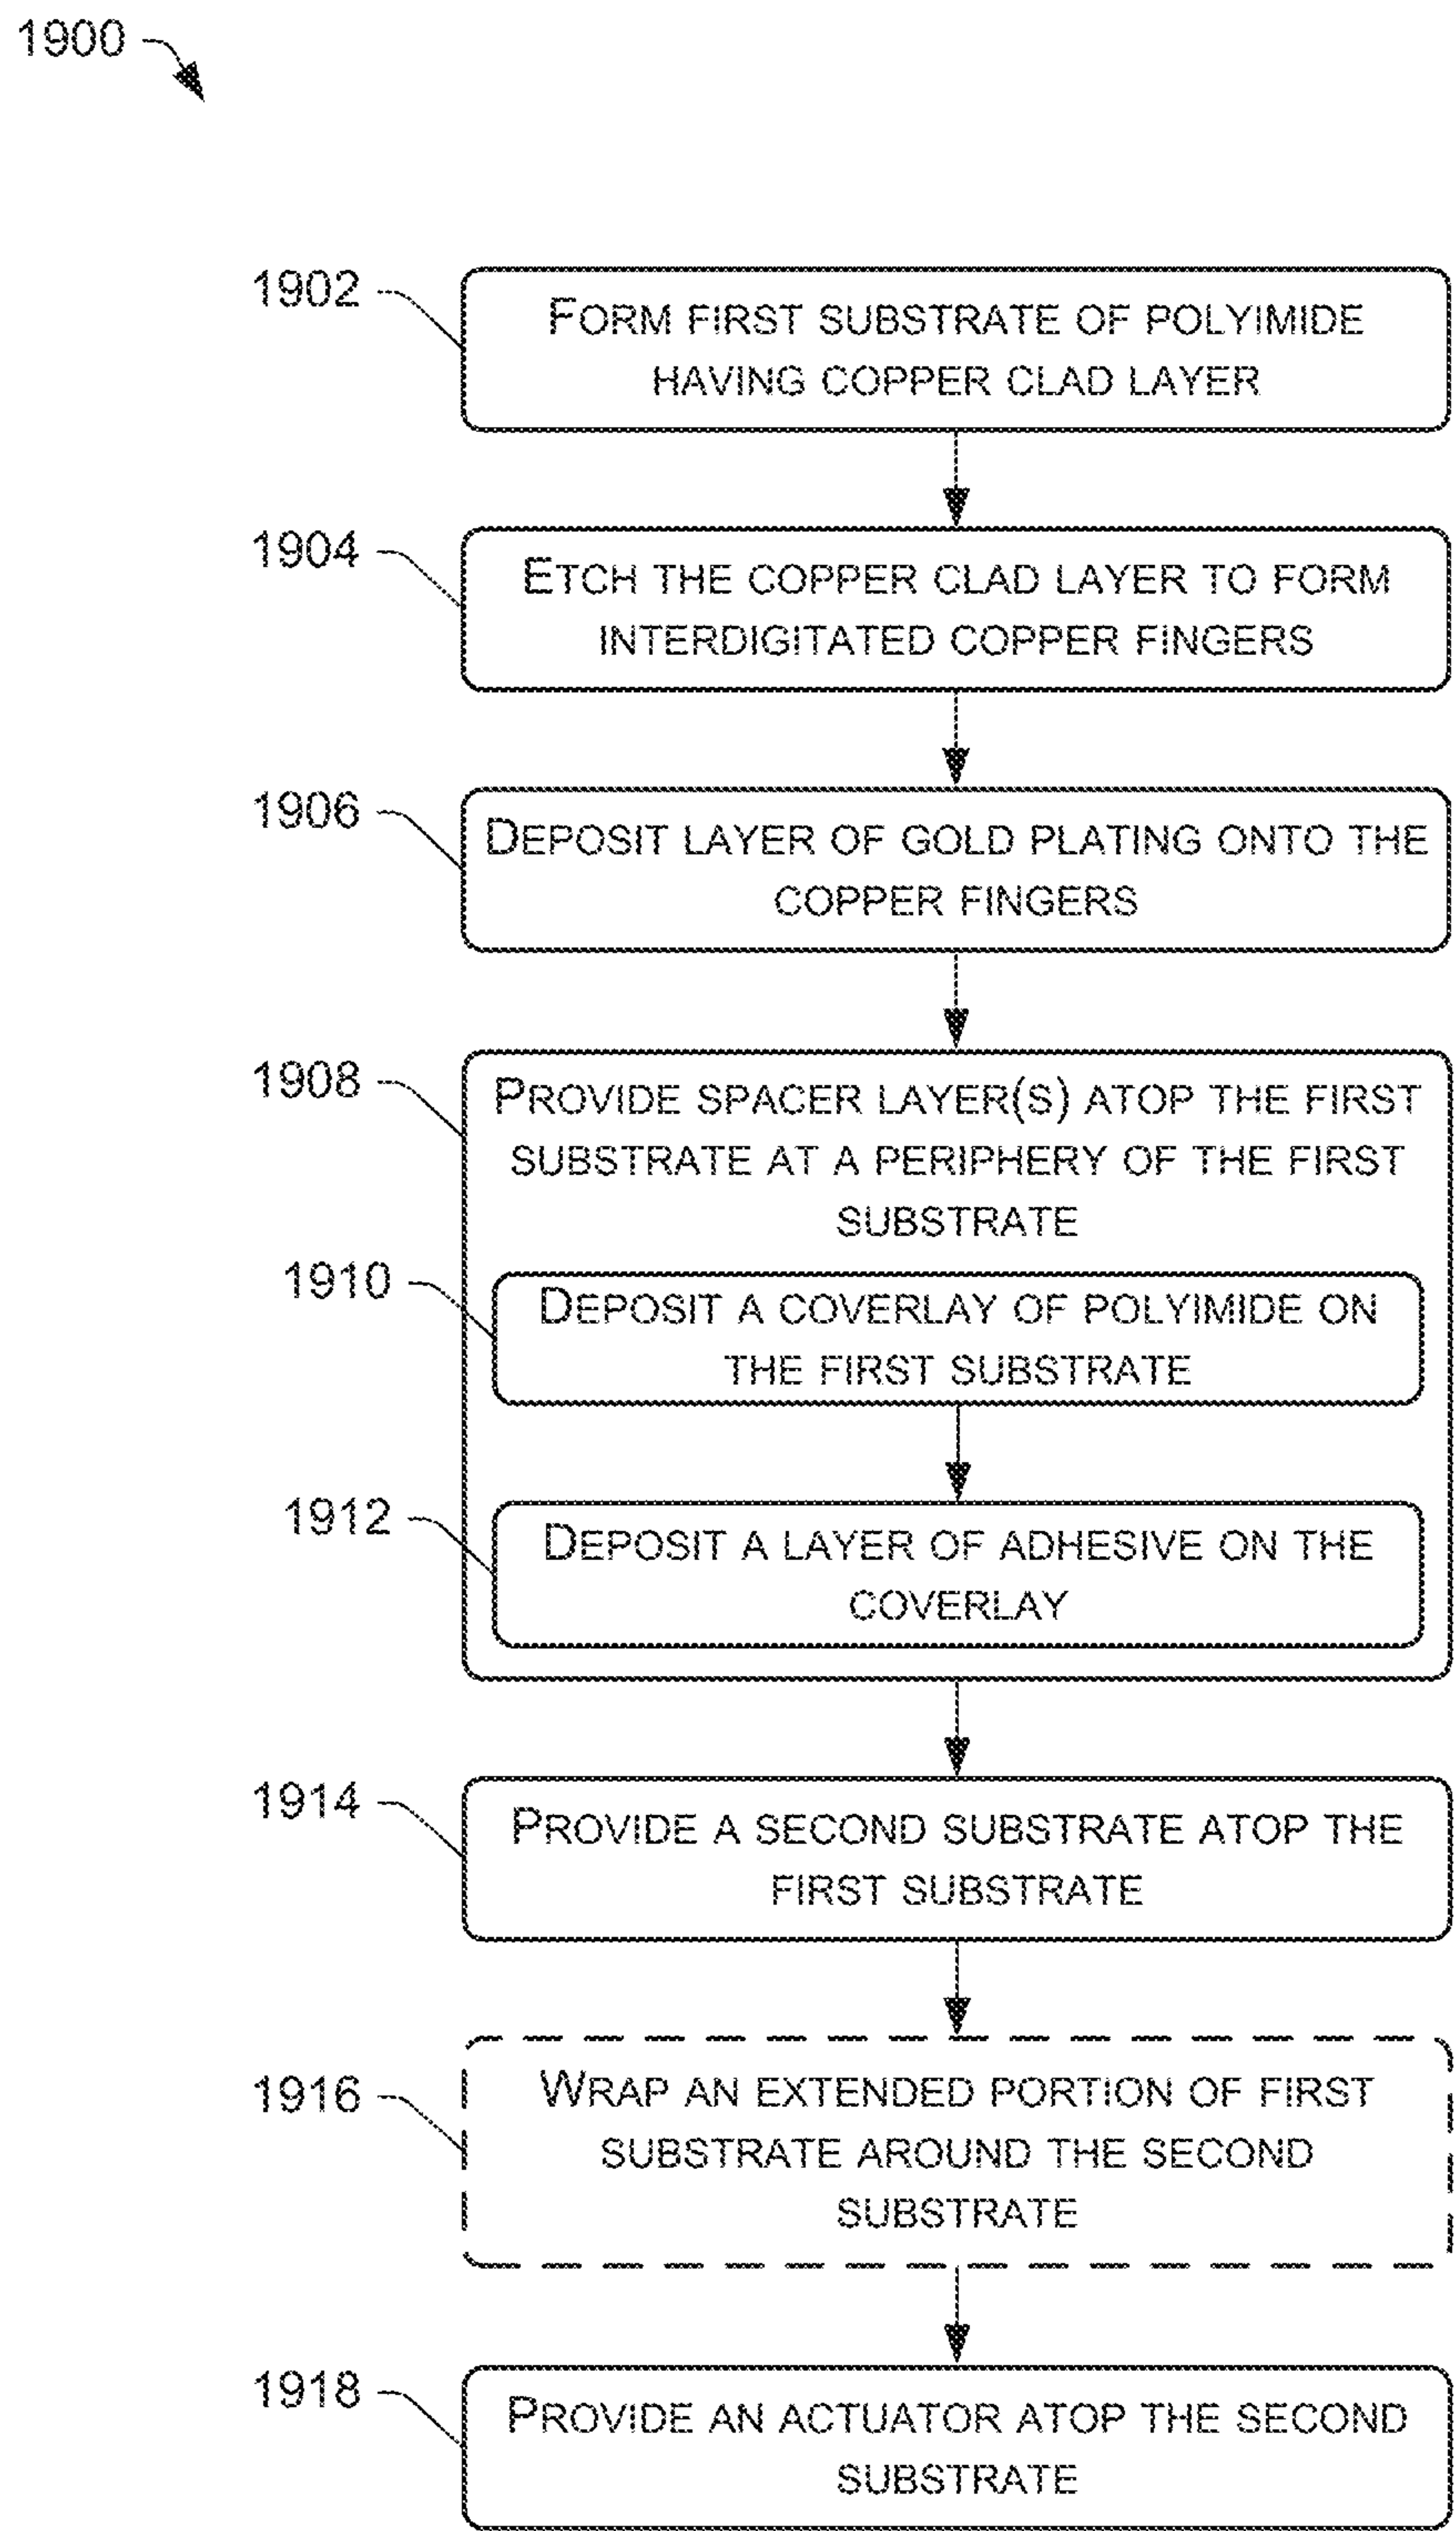 1900
1902
FORM FIRST SUBSTRATE OF POLYIMIDE
HAVING COPPER CLAD LAYER
1904
ETCH THE COPPER CLAD LAYER TO FORM
INTERDIGITATED COPPER FINGERS
1906
DEPOSIT LAYER OF GOLD PLATING ONTO THE
COPPER FINGERS
1908
PROVIDE SPACER LAYER(S) ATOP THE FIRST
SUBSTRATE AT A PERIPHERY OF THE FIRST
SUBSTRATE
1910
DEPOSIT A COVERLAY OF POLYIMIDE ON
THE FIRST SUBSTRATE
1912
DEPOSIT A LAYER OF ADHESIVE ON THE
COVERLAY
1914
PROVIDE A SECOND SUBSTRATE ATOP THE
FIRST SUBSTRATE
1916
WRAP AN EXTENDED PORTION OF FIRST
SUBSTRATE AROUND THE SECOND
SUBSTRATE
1918
PROVIDE AN ACTUATOR ATOP THE SECOND
SUBSTRATE